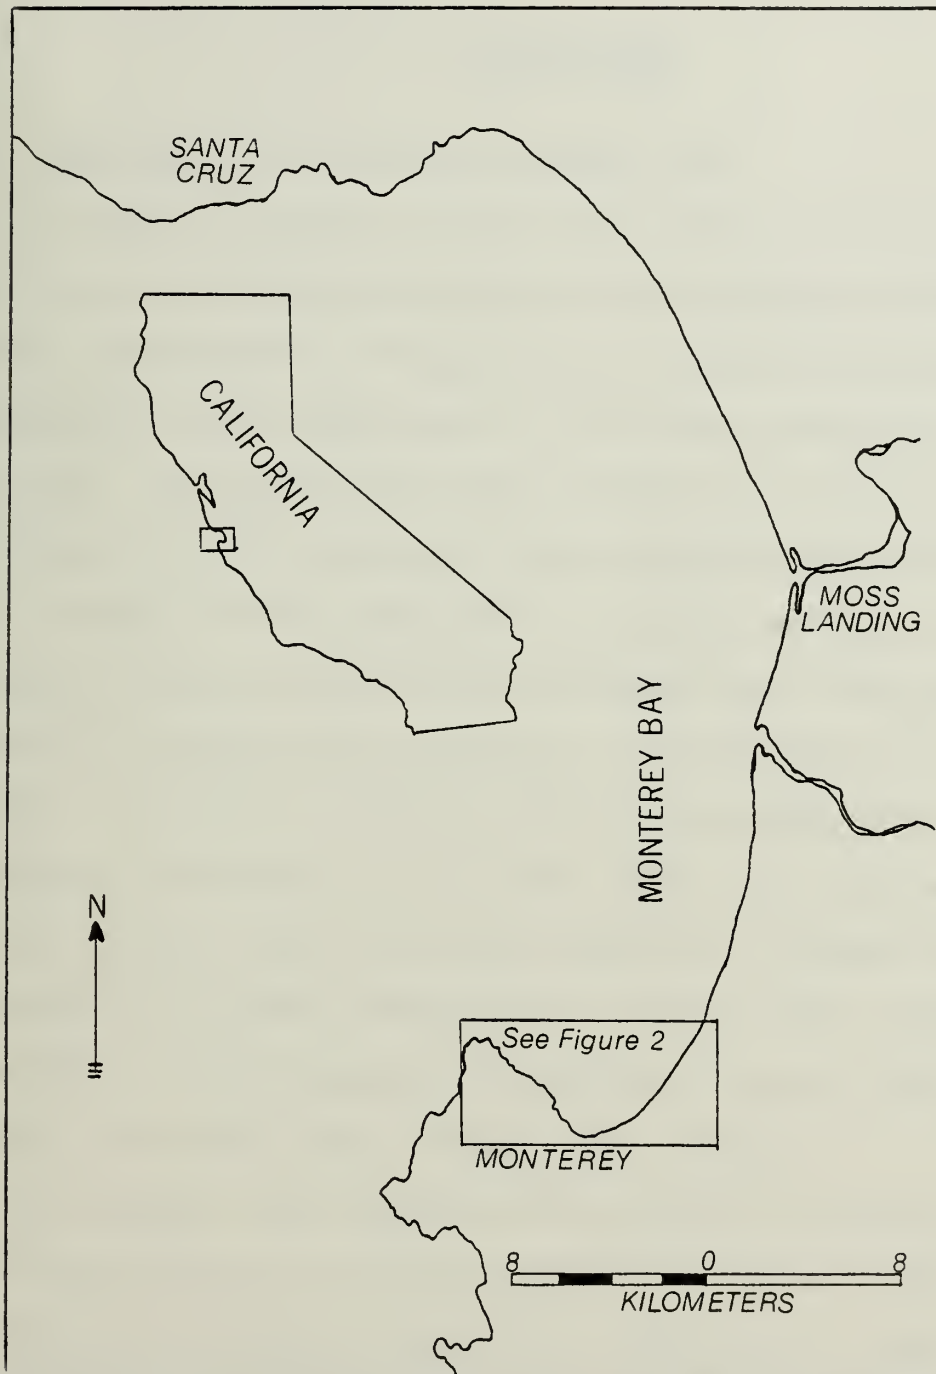 SANTA
CRUZ
CALIFORNIA
MOSS
LANDING
MONTEREY BAY
N
See Figure 2
MONTEREY
8 0 8
KILOMETERS